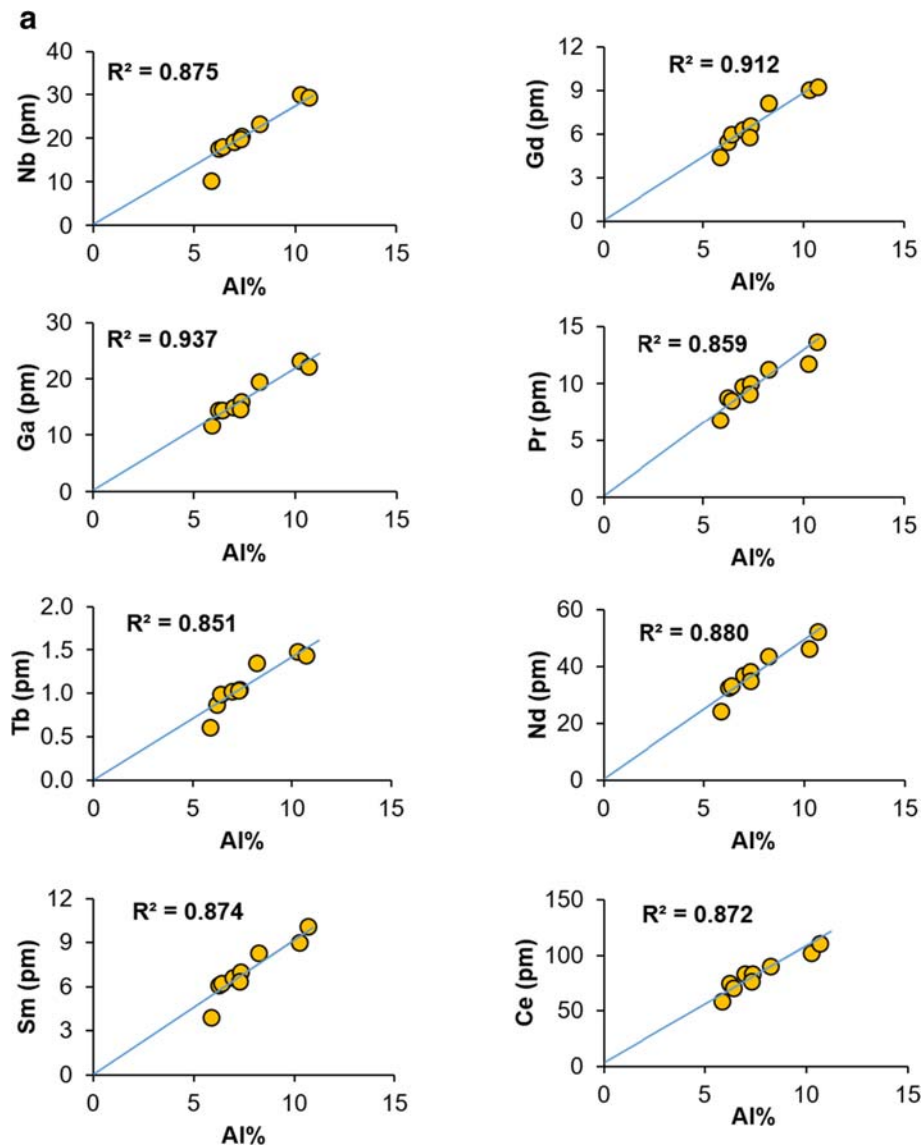 a
40
30
20
10
0
R² = 0.875
Nb (pm)
0 5 10 15
Al%
12
9
6
3
0
R² = 0.912
Gd (pm)
0 5 10 15
Al%
30
20
10
0
R² = 0.937
Ga (pm)
0 5 10 15
Al%
15
10
5
0
R² = 0.859
Pr (pm)
0 5 10 15
Al%
2.0
1.5
1.0
0.5
0.0
R² = 0.851
Tb (pm)
0 5 10 15
Al%
60
40
20
0
R² = 0.880
Nd (pm)
0 5 10 15
Al%
12
9
6
3
0
R² = 0.874
Sm (pm)
0 5 10 15
Al%
150
100
50
0
R² = 0.872
Ce (pm)
0 5 10 15
Al%